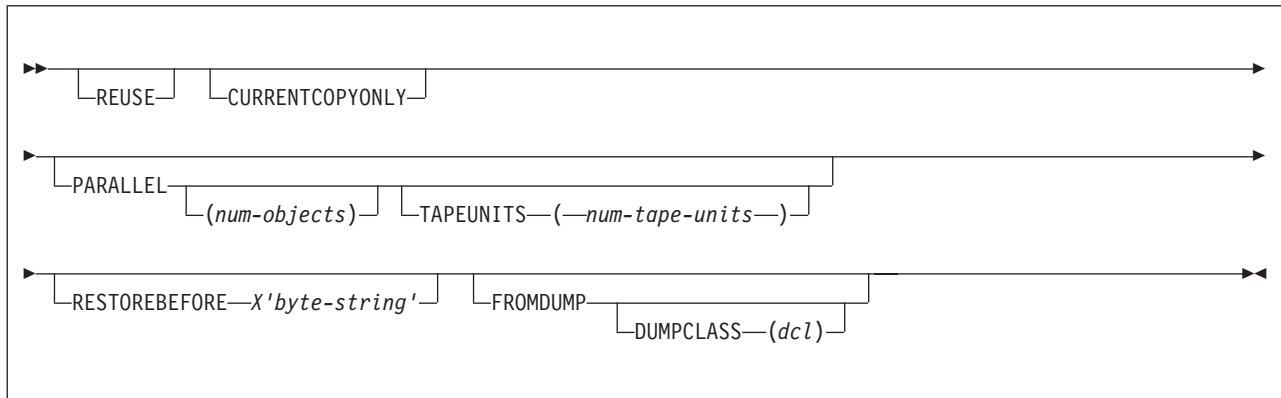 REUSE CURRENTCOPYONLY
PARALLEL
(num-objects) TAPEUNITS ( num-tape-units )
RESTOREBEFORE X'byte-string' FROMDUMP
DUMPCLASS (dcl)